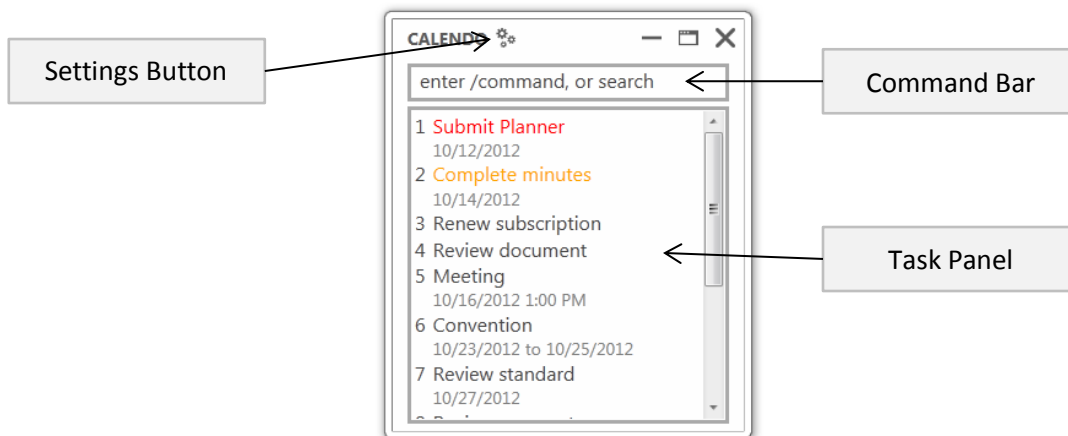 CALENDO
Settings Button
enter /command, or search
Command Bar
1 Submit Planner
10/12/2012
2 Complete minutes
10/14/2012
3 Renew subscription
4 Review document
Task Panel
5 Meeting
10/16/2012 1:00 PM
6 Convention
10/23/2012 to 10/25/2012
7 Review standard
10/27/2012